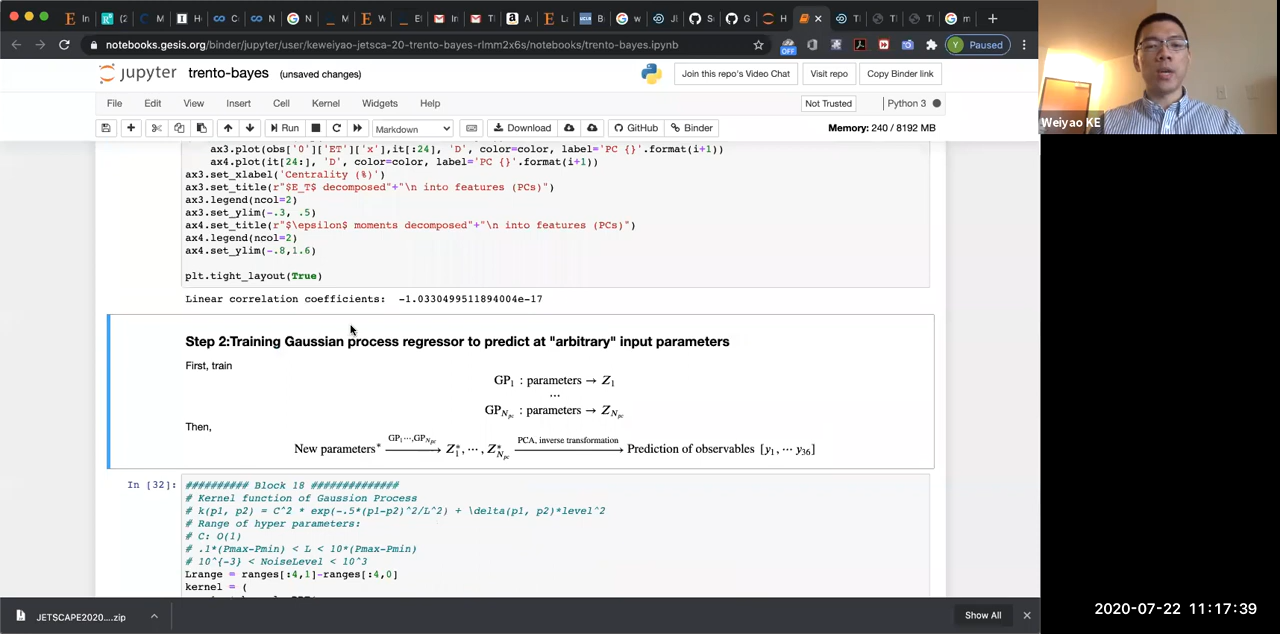 notebooks.gesis.org/binder/jupyter/user/keweiyao-jetsca-20-trento-bayes-rlmm2x6s/notebooks/trento-bayes.ipynb
OFF
Y Paused
jupyter trento-bayes (unsaved changes)
Join this repo's Video Chat Visit repo Copy Binder link
File Edit View Insert Cell Kernel Widgets Help
Not Trusted Python 3
Run Markdown Download GitHub Binder Memory: 240 / 8192 MB
ax3.plot(obs['0']['ET']['x'],it[:24], 'D', color=color, label='PC {}'.format(i+1))
ax4.plot(it[24:], 'D', color=color, label='PC {}'.format(i+1))
ax3.set_xlabel('Centrality (%)')
ax3.set_title(r"$E_T$ decomposed"+"\n into features (PCs)")
ax3.legend(ncol=2)
ax3.set_ylim(-.3, .5)
ax4.set_title(r"$\epsilon$ moments decomposed"+"\n into features (PCs)")
ax4.legend(ncol=2)
ax4.set_ylim(-.8,1.6)
plt.tight_layout(True)
Linear correlation coefficients: -1.0330499511894004e-17
Step 2:Training Gaussian process regressor to predict at "arbitrary" input parameters
First, train
GP1 : parameters → Z1
...
GPNpc : parameters → ZNpc
Then,
New parameters* GP1⋯,GPNpc → Z1*, ⋯ , ZNpc* PCA, inverse transformation → Prediction of observables [y1, ⋯ y36]
In [32]: ########## Block 18 ##############
# Kernel function of Gaussian Process
# k(p1, p2) = C^2 * exp(-.5*(p1-p2)^2/L^2) + \delta(p1, p2)*level^2
# Range of hyper parameters:
# C: O(1)
# .1*(Pmax-Pmin) < L < 10*(Pmax-Pmin)
# 10^{-3} < NoiseLevel < 10^3
Lrange = ranges[:4,1]-ranges[:4,0]
kernel = (
JETSCAPE2020....zip Show All
Weiyao KE
2020-07-22 11:17:39